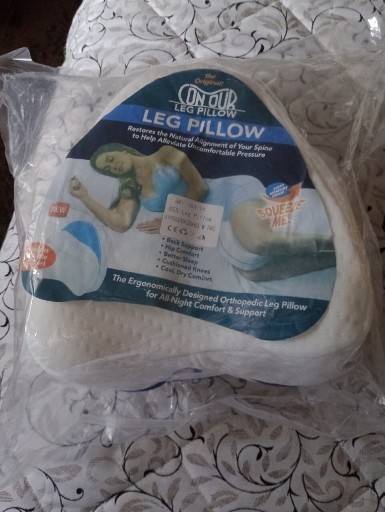 The
Original!
CON OUR
LEG PILLOW
LEG PILLOW
Restores the Natural Alignment of Your Spine
to Help Alleviate Uncomfortable Pressure
NEW
SQUEEZE
ME!
• Back Support
• Hip Comfort
• Better Sleep
• Cushioned Knees
• Cool, Dry Comfort
The Ergonomically Designed Orthopedic Leg Pillow
for All-Night Comfort & Support